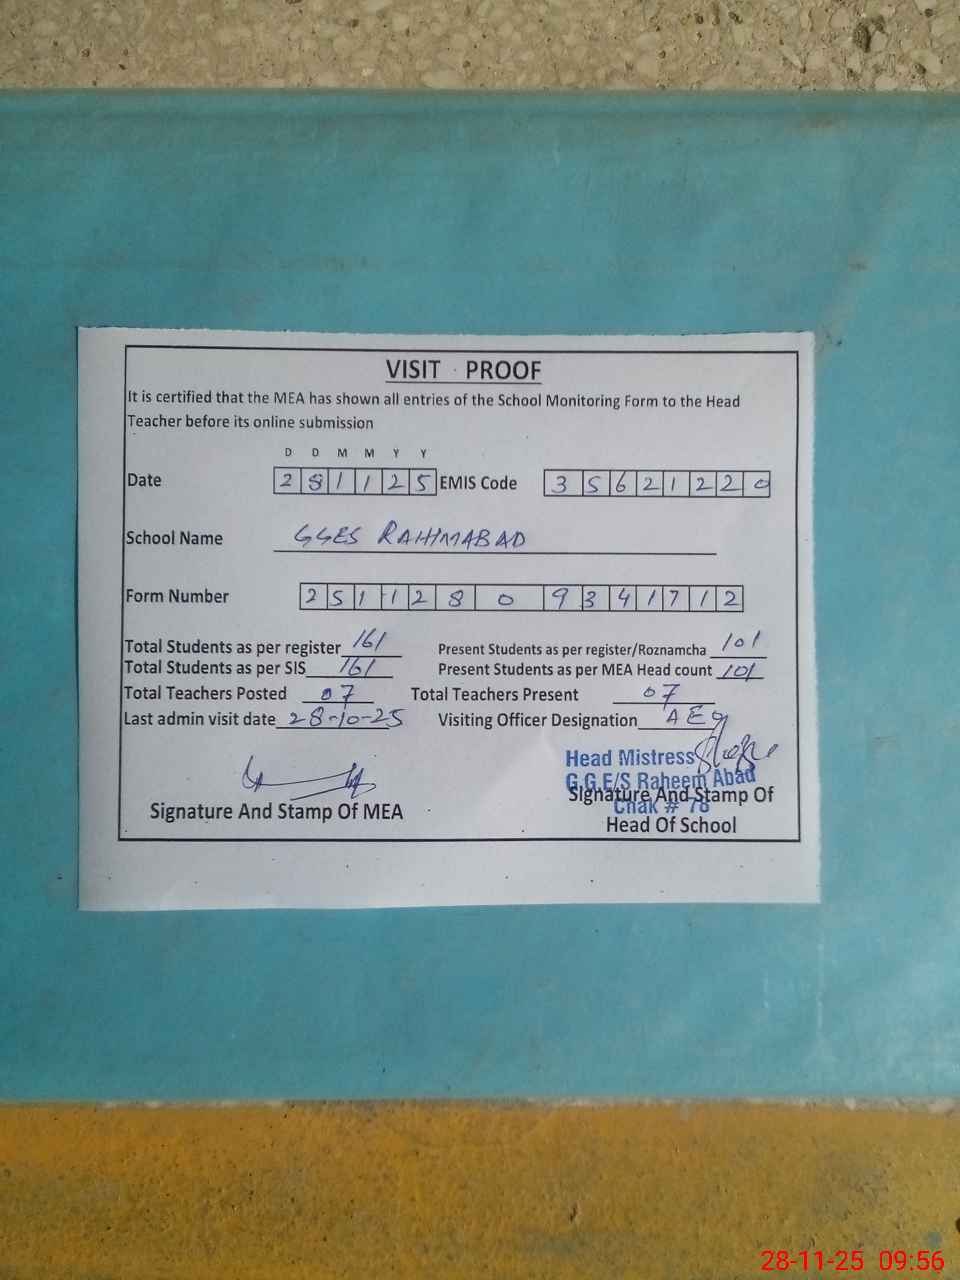 VISIT PROOF
It is certified that the MEA has shown all entries of the School Monitoring Form to the Head
Teacher before its online submission
D D M M Y Y
Date 2 8 1 1 2 5 EMIS Code 3 5 6 2 1 2 2 0
School Name GGES RAHIMABAD
Form Number 2 5 1 1 2 8 0 9 3 4 1 7 1 2
Total Students as per register 161 Present Students as per register/Roznamcha 101
Total Students as per SIS 161 Present Students as per MEA Head count 101
Total Teachers Posted 07 Total Teachers Present 07
Last admin visit date 28-10-25 Visiting Officer Designation AEO
Head Mistress
G.G.E/S Raheem Abad
Chak # 78
Signature And Stamp Of MEA Signature And Stamp Of
Head Of School
28-11-25 09:56